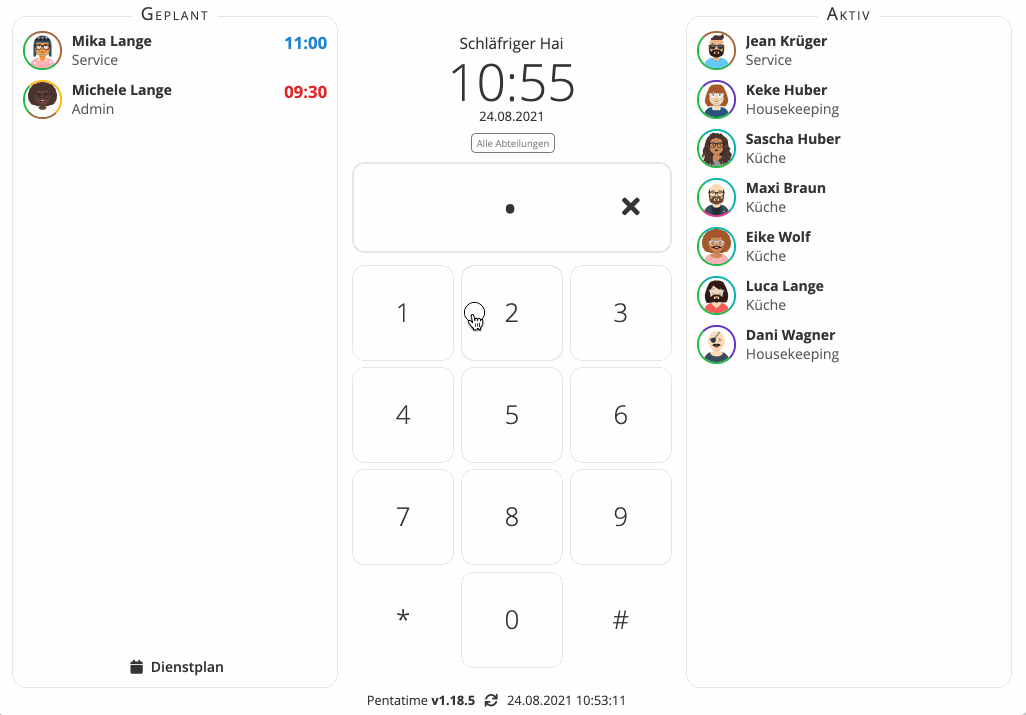 Geplant
Mika Lange
11:00
Service
Michele Lange
09:30
Admin
Dienstplan
Schläfriger Hai
10:55
24.08.2021
Alle Abteilungen
1 2 3
4 5 6
7 8 9
* 0 #
Pentatime v1.18.5 24.08.2021 10:53:11
Aktiv
Jean Krüger
Service
Keke Huber
Housekeeping
Sascha Huber
Küche
Maxi Braun
Küche
Eike Wolf
Küche
Luca Lange
Küche
Dani Wagner
Housekeeping